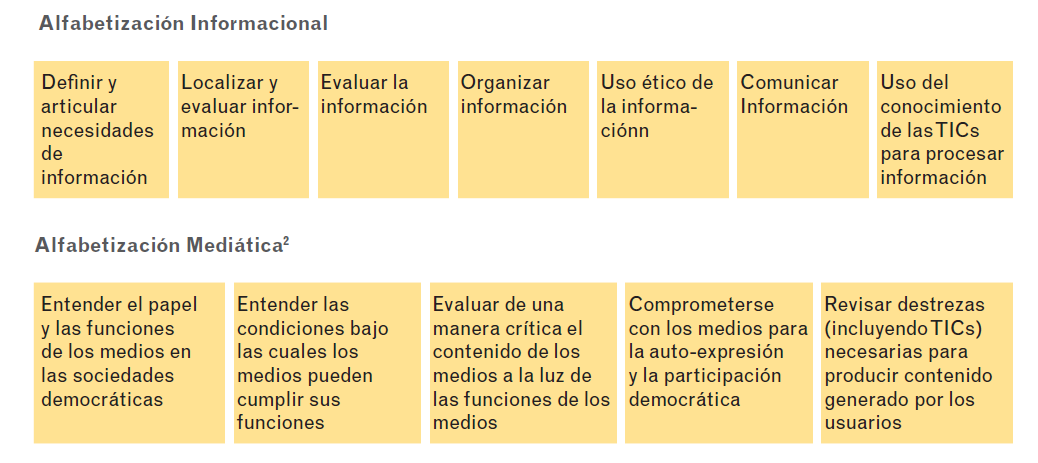 Alfabetización Informacional
Definir y
articular
necesidades
de
información
Localizar y
evaluar infor-
mación
Evaluar la
información
Organizar
información
Uso ético de
la informa-
ciónn
Comunicar
Información
Uso del
conocimiento
de las TICs
para procesar
información
Alfabetización Mediática²
Entender el papel
y las funciones
de los medios en
las sociedades
democráticas
Entender las
condiciones bajo
las cuales los
medios pueden
cumplir sus
funciones
Evaluar de una
manera crítica el
contenido de los
medios a la luz de
las funciones de los
medios
Comprometerse
con los medios para
la auto-expresión
y la participación
democrática
Revisar destrezas
(incluyendo TICs)
necesarias para
producir contenido
generado por los
usuarios